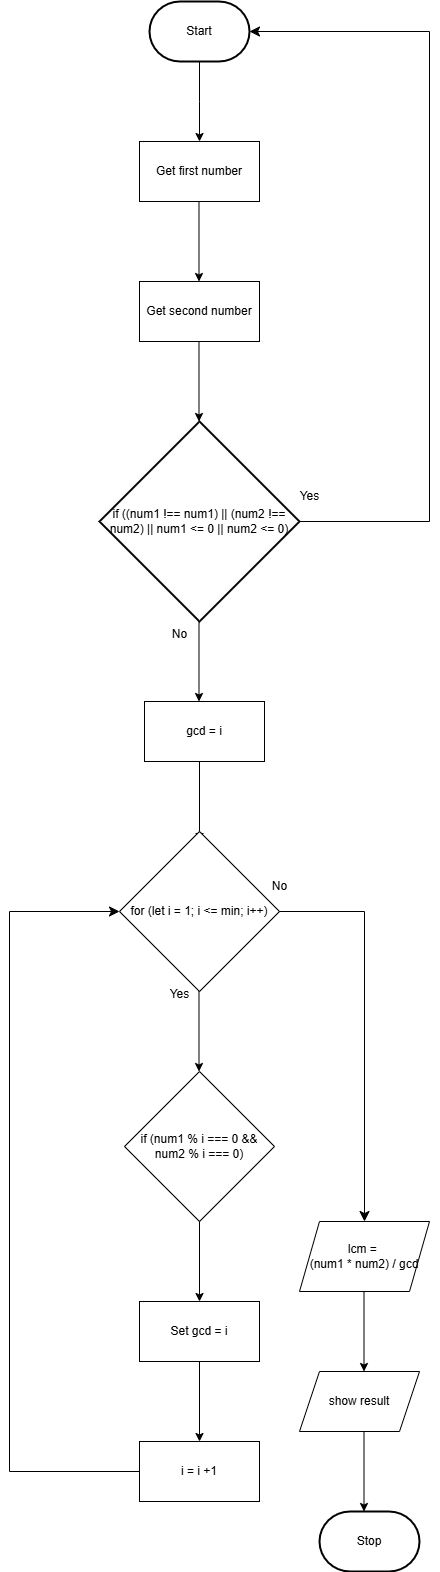 Start
Get first number
Get second number
if ((num1 !== num1) || (num2 !==
num2) || num1 <= 0 || num2 <= 0)
Yes
No
gcd = i
for (let i = 1; i <= min; i++)
No
Yes
if (num1 % i === 0 &&
num2 % i === 0)
Set gcd = i
i = i +1
lcm =
(num1 * num2) / gcd
show result
Stop